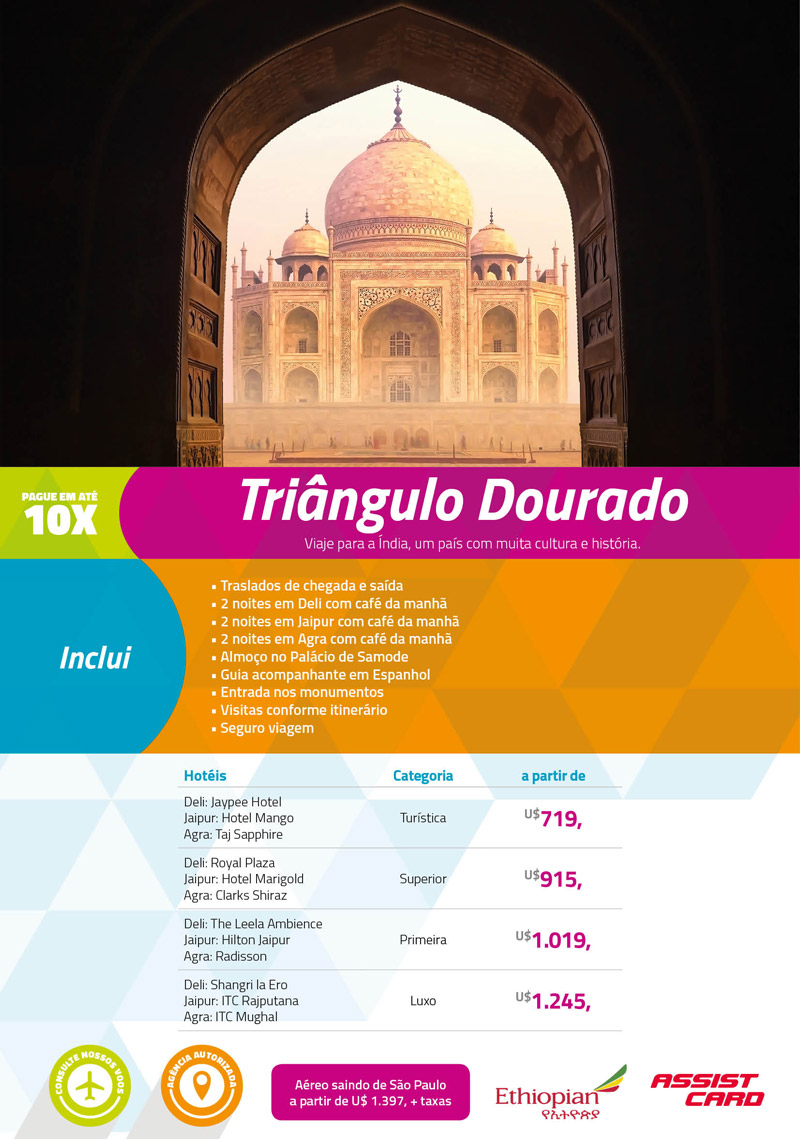 PAGUE EM ATÉ
10X
Triângulo Dourado
Viaje para a Índia, um país com muita cultura e história.
Inclui
• Traslados de chegada e saída
• 2 noites em Deli com café da manhã
• 2 noites em Jaipur com café da manhã
• 2 noites em Agra com café da manhã
• Almoço no Palácio de Samode
• Guia acompanhante em Espanhol
• Entrada nos monumentos
• Visitas conforme itinerário
• Seguro viagem
Hotéis Categoria a partir de
Deli: Jaypee Hotel
Jaipur: Hotel Mango
Agra: Taj Sapphire
Turística
U$719,
Deli: Royal Plaza
Jaipur: Hotel Marigold
Agra: Clarks Shiraz
Superior
U$915,
Deli: The Leela Ambience
Jaipur: Hilton Jaipur
Agra: Radisson
Primeira
U$1.019,
Deli: Shangri la Ero
Jaipur: ITC Rajputana
Agra: ITC Mughal
Luxo
U$1.245,
CONSULTE NOSSOS VOOS
AGÊNCIA AUTORIZADA
Aéreo saindo de São Paulo
a partir de U$ 1.397, + taxas
Ethiopian
የኢትዮጵያ
ASSIST
CARD